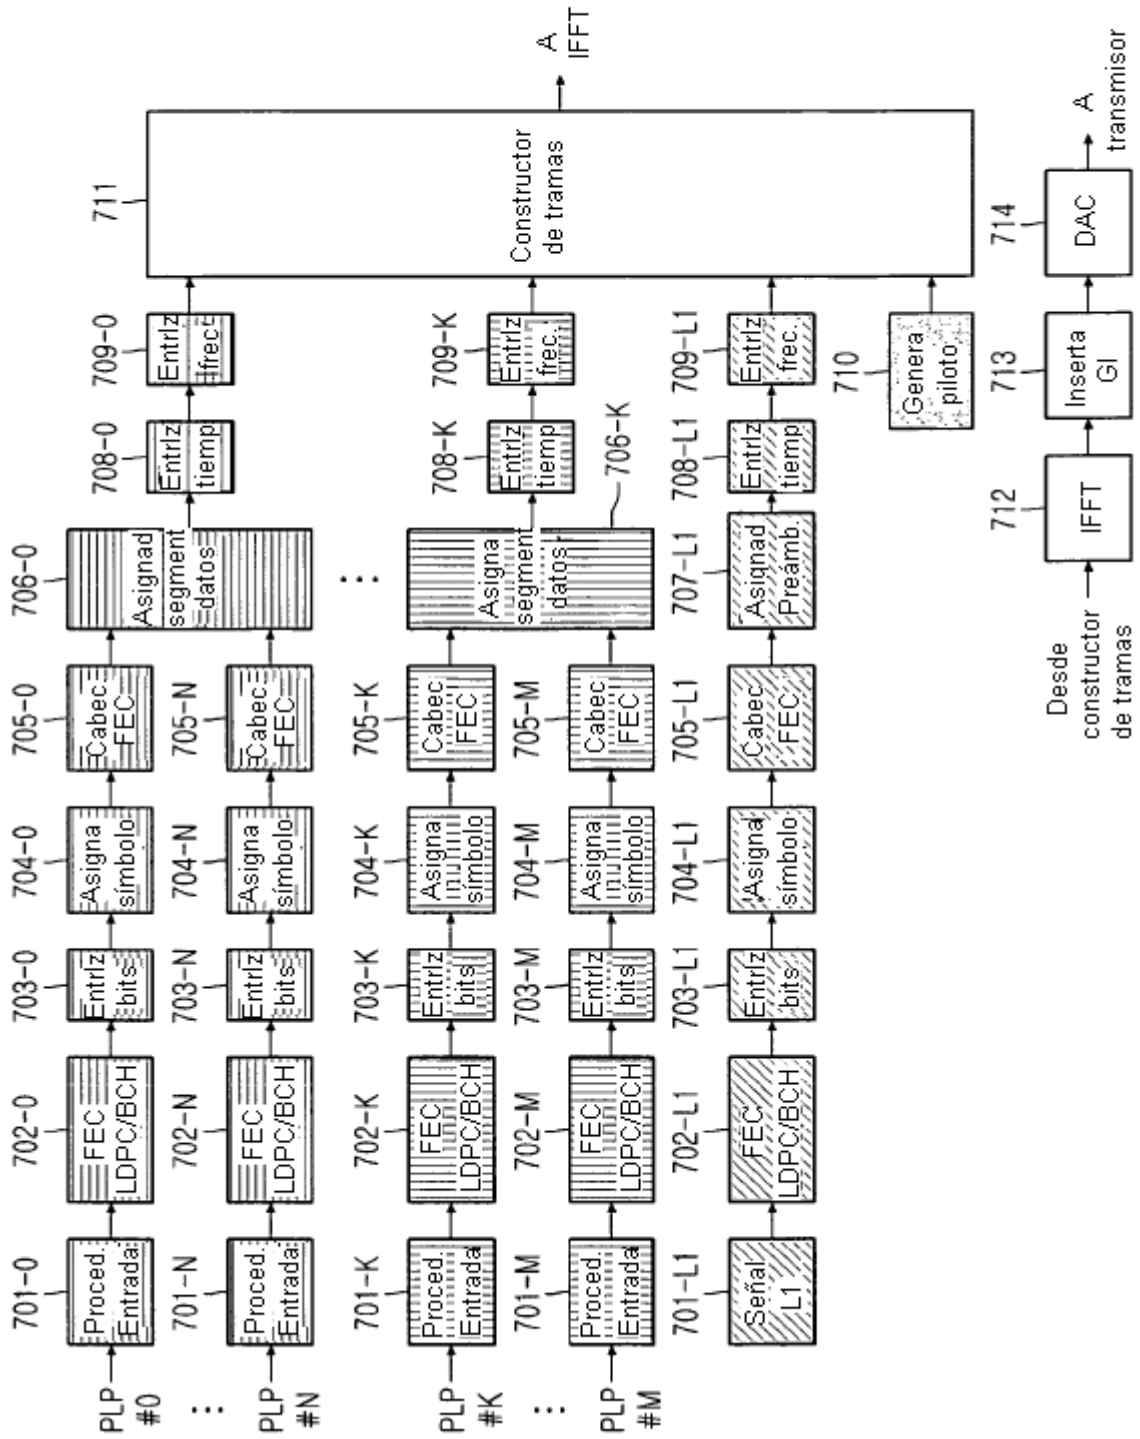 701-0
702-0
703-0
704-0
705-0
706-0
708-0
709-0
711
PLP
#0
Proced.
Entrada
FEC
LDPC/BCH
Entrlz
bits
Asigna
símbolo
Cabec
FEC
Asignad
segment
datos
Entrlz
tiemp
Entrlz
frec
701-N
702-N
703-N
704-N
705-N
PLP
#N
Proced.
Entrada
FEC
LDPC/BCH
Entrlz
bits
Asigna
símbolo
Cabec
FEC
701-K
702-K
703-K
704-K
705-K
708-K
709-K
PLP
#K
Proced.
Entrada
FEC
LDPC/BCH
Entrlz
bits
Asigna
símbolo
Cabec
FEC
Asigna
segment
datos
Entrlz
tiemp
Entrlz
frec.
Constructor
de tramas
A
IFFT
701-M
702-M
703-M
704-M
705-M
706-K
PLP
#M
Proced.
Entrada
FEC
LDPC/BCH
Entrlz
bits
Asigna
símbolo
Cabec
FEC
701-L1
702-L1
703-L1
704-L1
705-L1
707-L1
708-L1
709-L1
Señal
L1
FEC
LDPC/BCH
Entrlz
bits
Asigna
símbolo
Cabec
FEC
Asignad
Preámb.
Entrlz
tiemp
Entrlz
frec.
710
Genera
piloto
712
713
714
Desde
constructor
de tramas
IFFT
Inserta
GI
DAC
A
transmisor